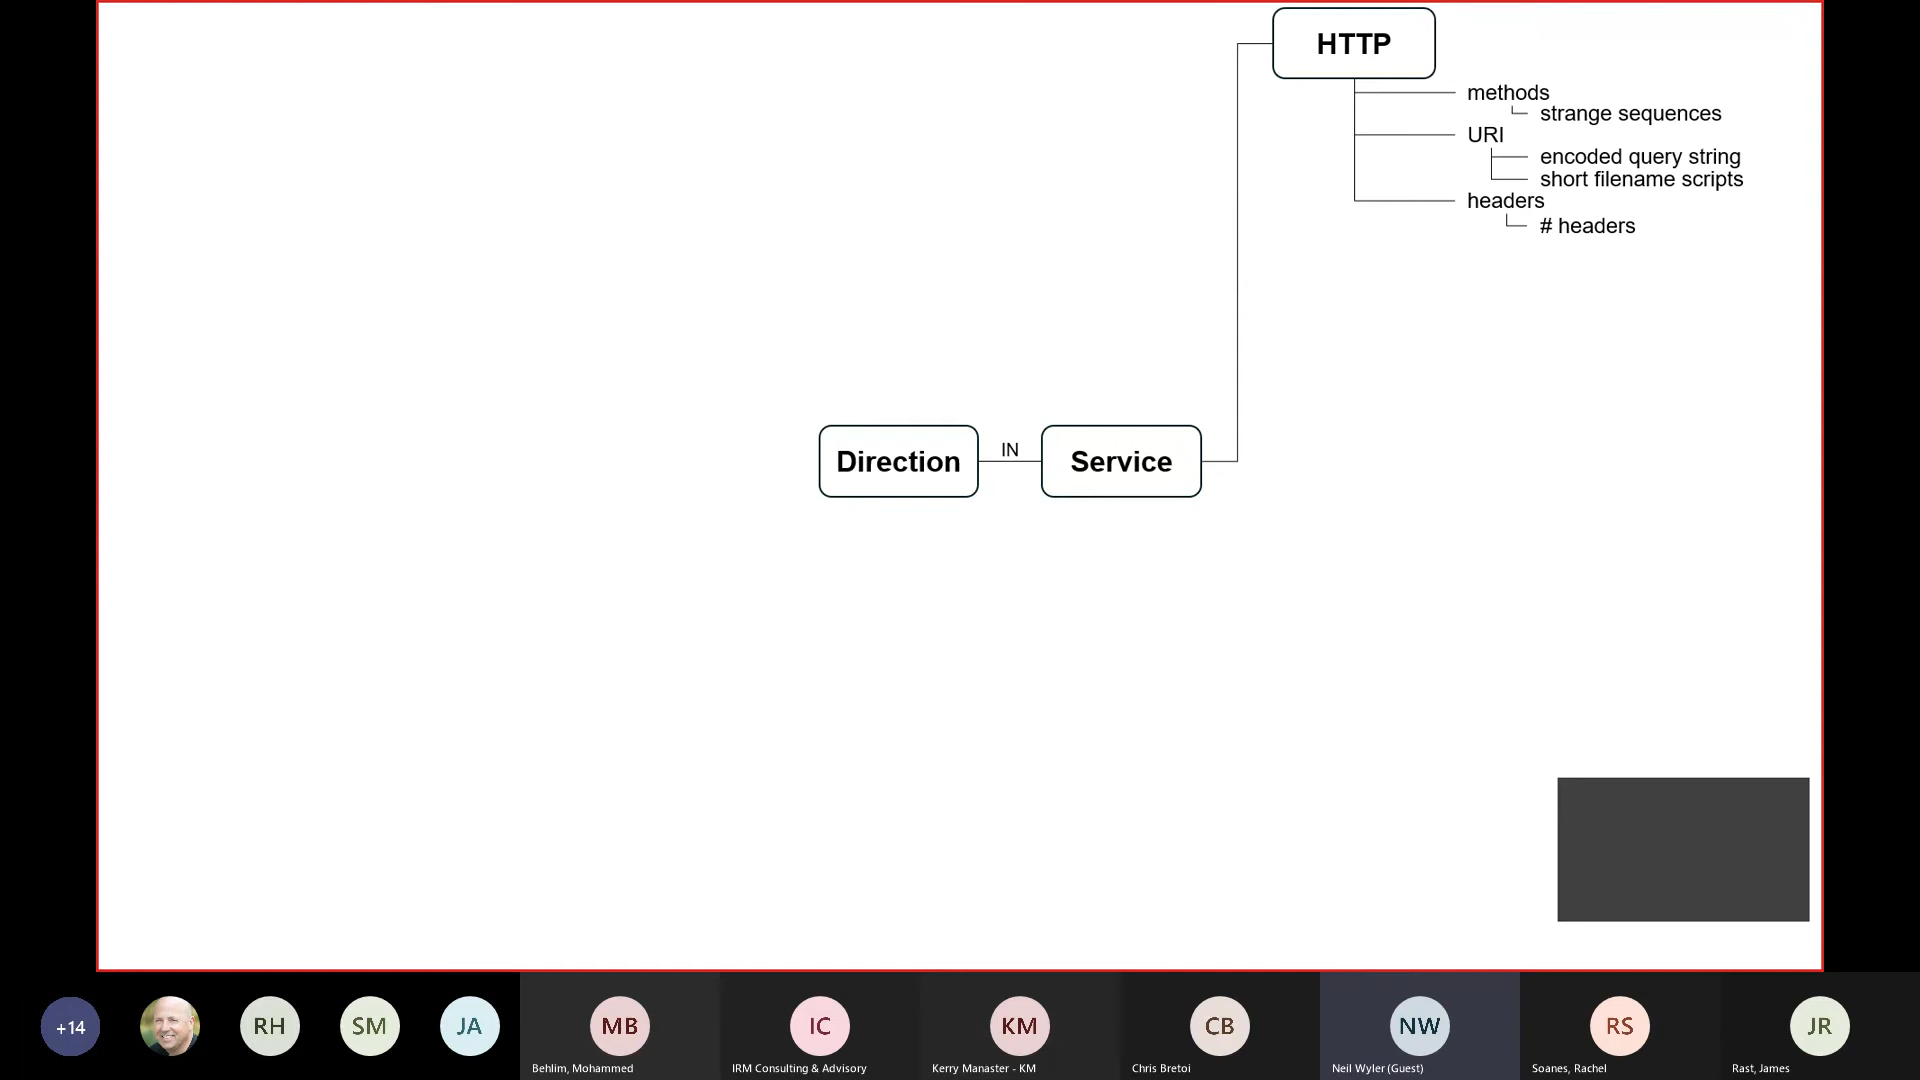 HTTP
methods
strange sequences
URI
encoded query string
short filename scripts
headers
# headers
Direction
IN
Service
+14
RH
SM
JA
MB
IC
KM
CB
NW
RS
JR
Behlim, Mohammed
IRM Consulting & Advisory
Kerry Manaster - KM
Chris Bretoi
Neil Wyler (Guest)
Soanes, Rachel
Rast, James